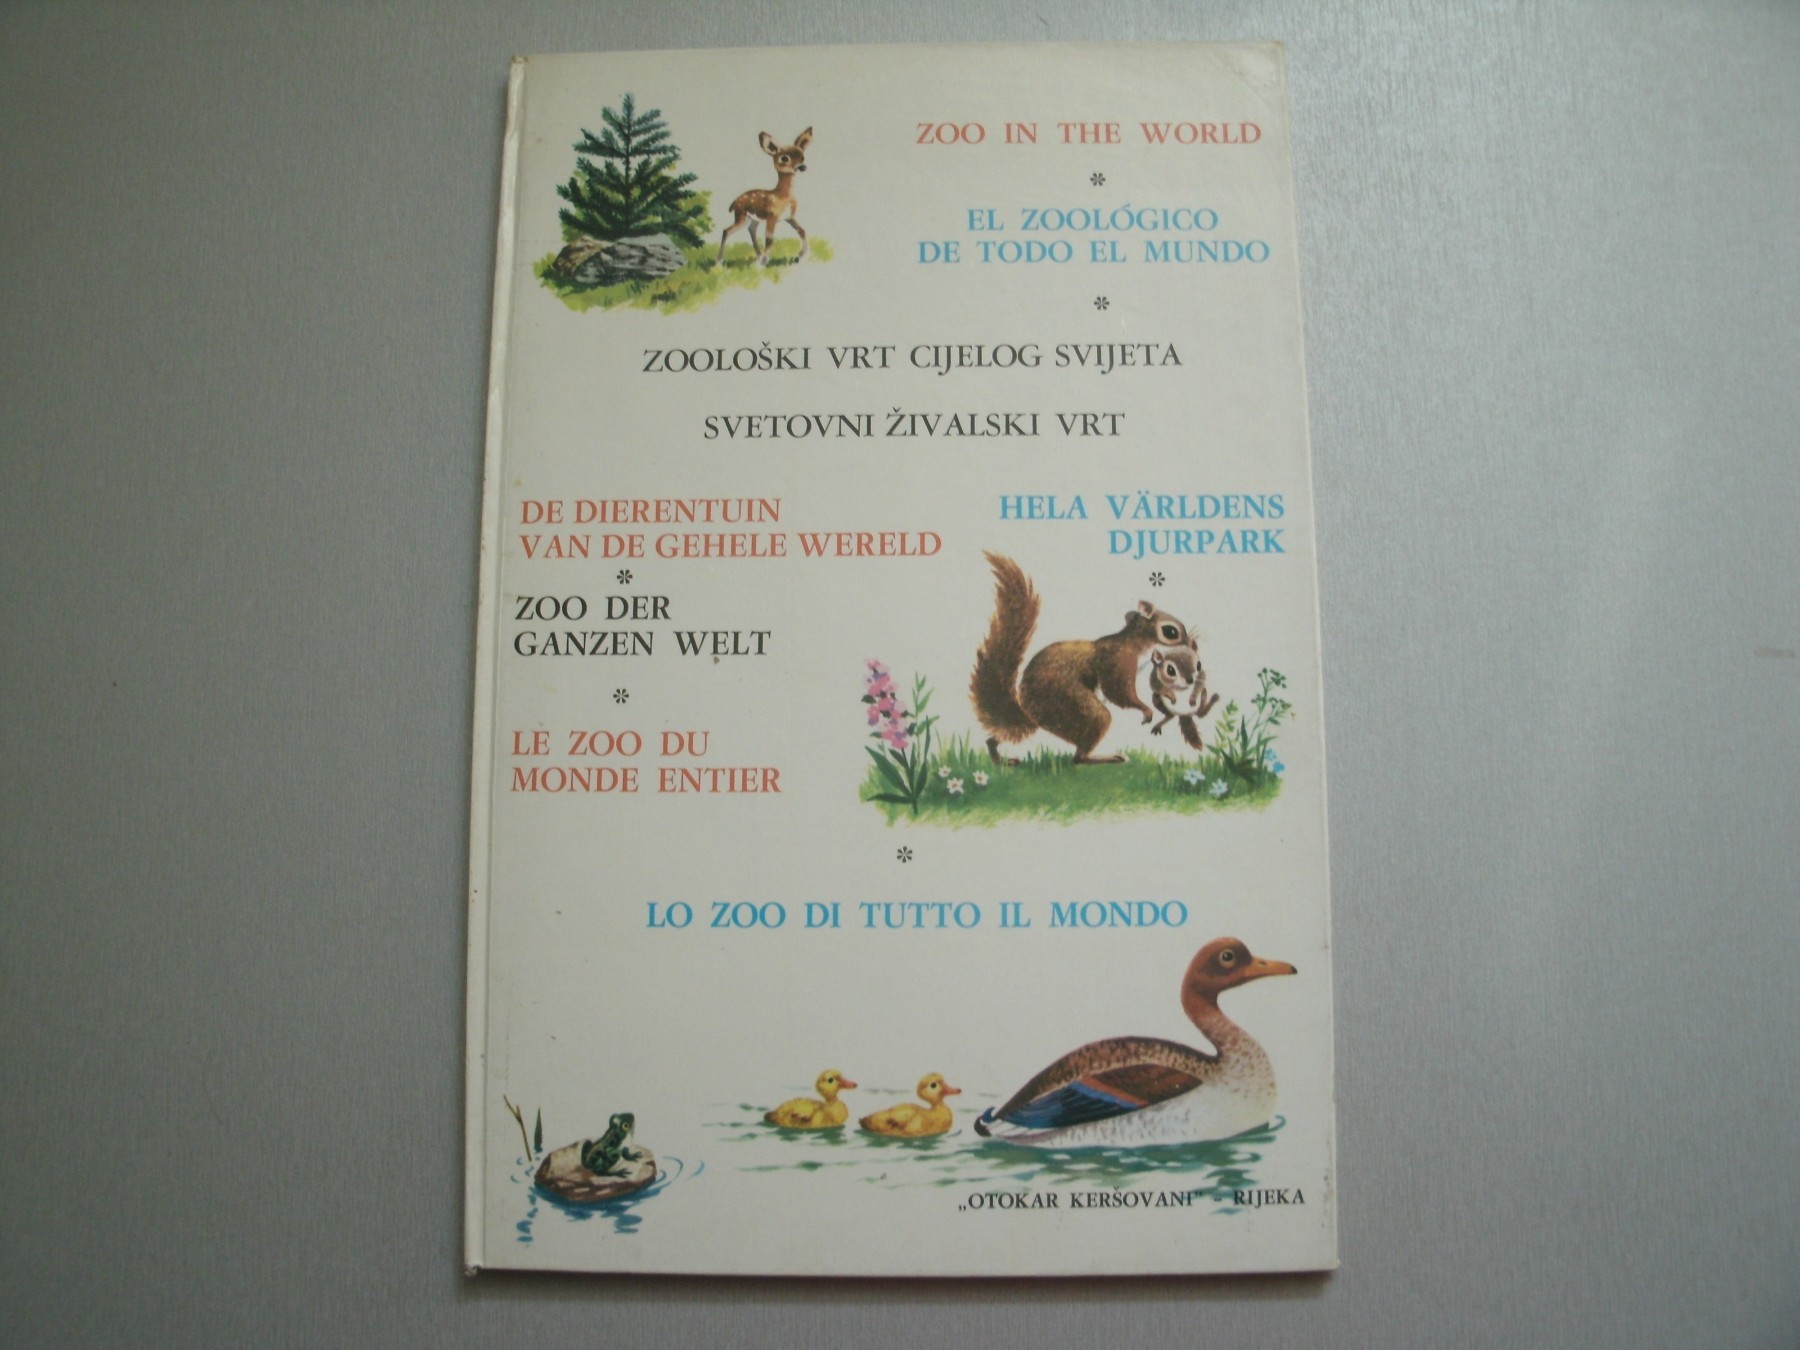 ZOO IN THE WORLD
*
EL ZOOLÓGICO
DE TODO EL MUNDO
*
ZOOLOŠKI VRT CIJELOG SVIJETA
SVETOVNI ŽIVALSKI VRT
DE DIERENTUIN
VAN DE GEHELE WERELD
*
HELA VÄRLDENS
DJURPARK
*
ZOO DER
GANZEN WELT
*
LE ZOO DU
MONDE ENTIER
*
LO ZOO DI TUTTO IL MONDO
„OTOKAR KERŠOVANI” - RIJEKA